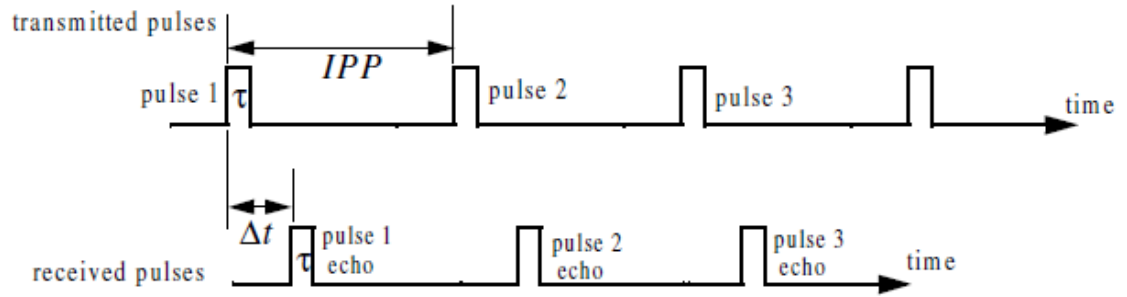 transmitted pulses
IPP
pulse 1 τ pulse 2 pulse 3 time
Δt
pulse 1 echo
τ
pulse 2 echo
pulse 3 echo
time
received pulses